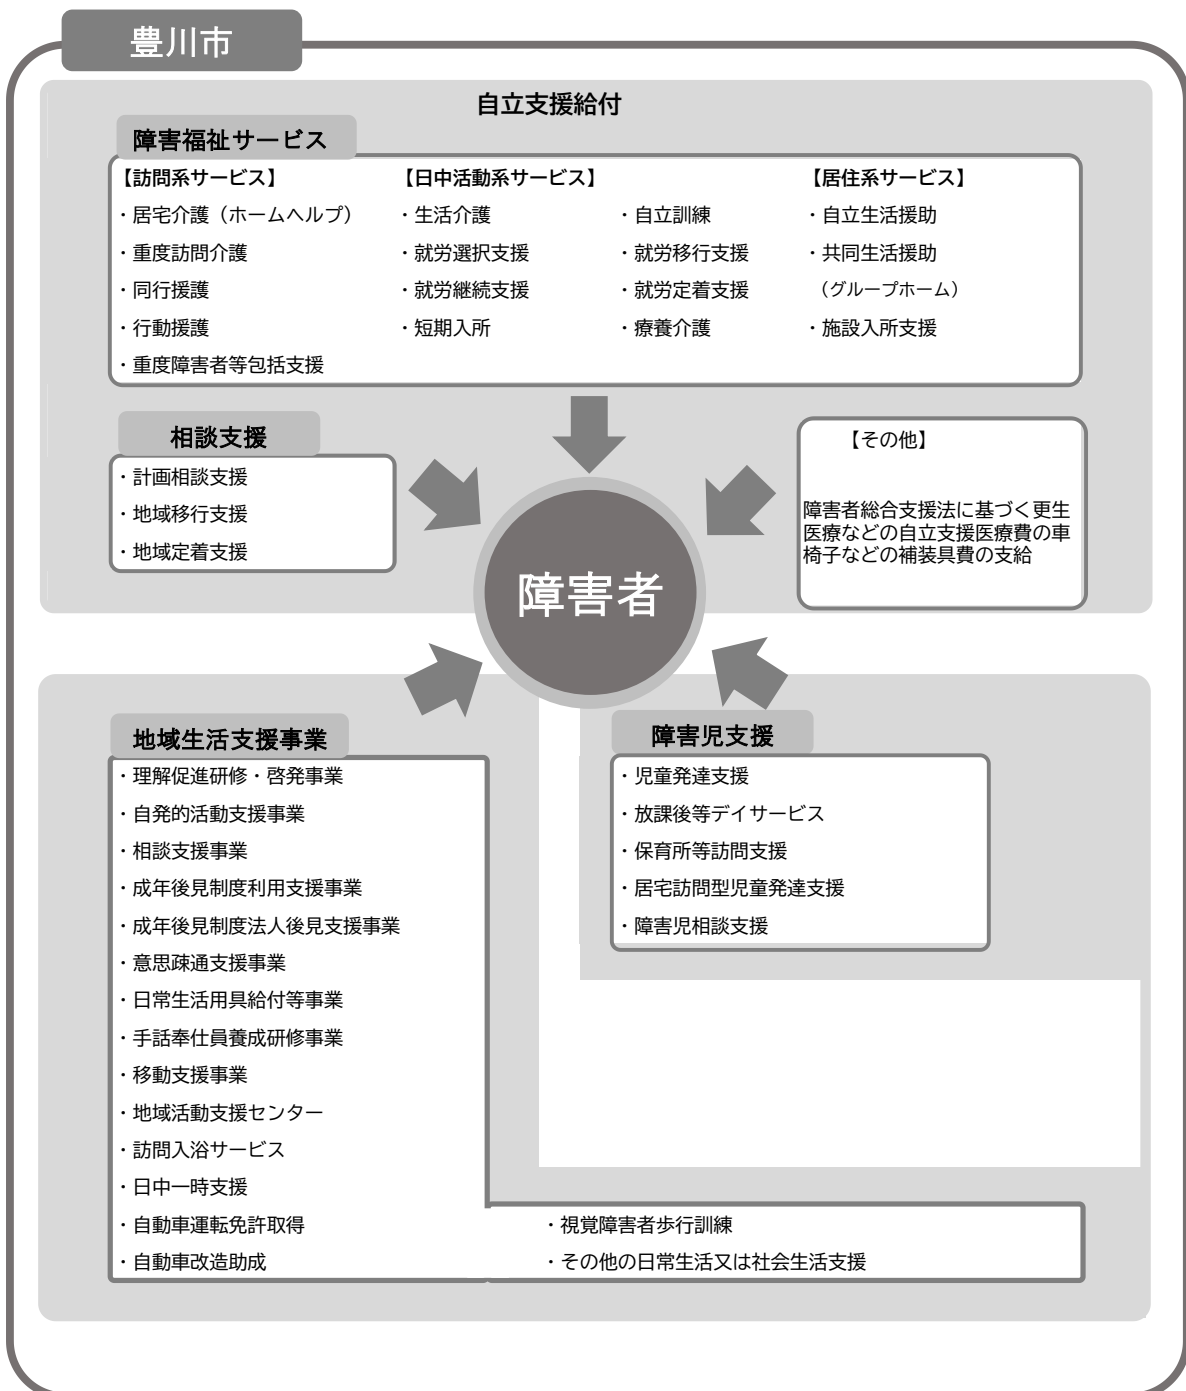 豊川市
自立支援給付
障害福祉サービス
【訪問系サービス】
・居宅介護（ホームヘルプ）
・重度訪問介護
・同行援護
・行動援護
・重度障害者等包括支援
【日中活動系サービス】
・生活介護
・就労選択支援
・就労継続支援
・短期入所
・自立訓練
・就労移行支援
・就労定着支援
・療養介護
【居住系サービス】
・自立生活援助
・共同生活援助
（グループホーム）
・施設入所支援
相談支援
・計画相談支援
・地域移行支援
・地域定着支援
【その他】
障害者総合支援法に基づく更生
医療などの自立支援医療費の車
椅子などの補装具費の支給
障害者
地域生活支援事業
・理解促進研修・啓発事業
・自発的活動支援事業
・相談支援事業
・成年後見制度利用支援事業
・成年後見制度法人後見支援事業
・意思疎通支援事業
・日常生活用具給付等事業
・手話奉仕員養成研修事業
・移動支援事業
・地域活動支援センター
・訪問入浴サービス
・日中一時支援
・自動車運転免許取得
・自動車改造助成
・視覚障害者歩行訓練
・その他の日常生活又は社会生活支援
障害児支援
・児童発達支援
・放課後等デイサービス
・保育所等訪問支援
・居宅訪問型児童発達支援
・障害児相談支援